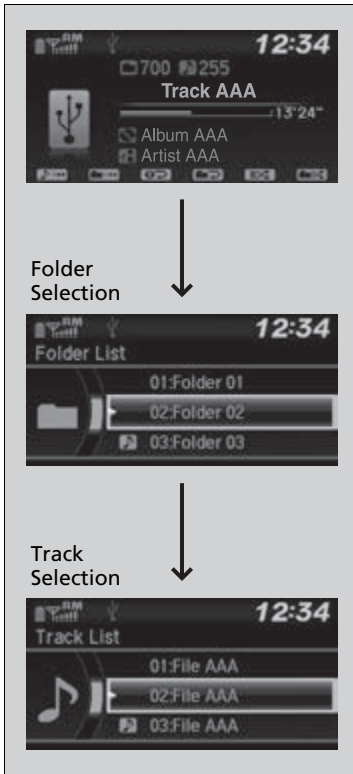 12:34
700 255
Track AAA
13'24"
Album AAA
Artist AAA
Folder
Selection
12:34
Folder List
01:Folder 01
02:Folder 02
03:Folder 03
Track
Selection
12:34
Track List
01:File AAA
02:File AAA
03:File AAA